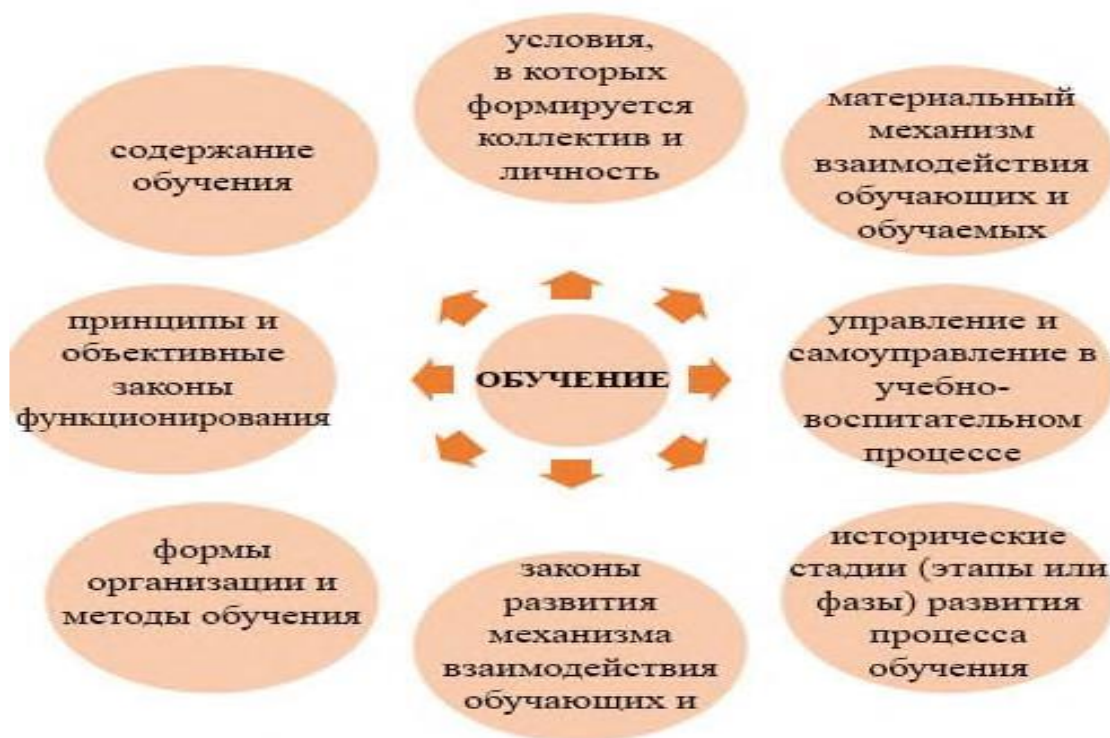 условия,
в которых
формируется
коллектив и
личность
материальный
механизм
взаимодействия
обучающих и
обучаемых
содержание
обучения
принципы и
объективные
законы
функционирования
ОБУЧЕНИЕ
управление и
самоуправление в
учебно-
воспитательном
процессе
формы
организации и
методы обучения
законы
развития
механизма
взаимодействия
обучающих и
исторические
стадии (этапы или
фазы) развития
процесса
обучения